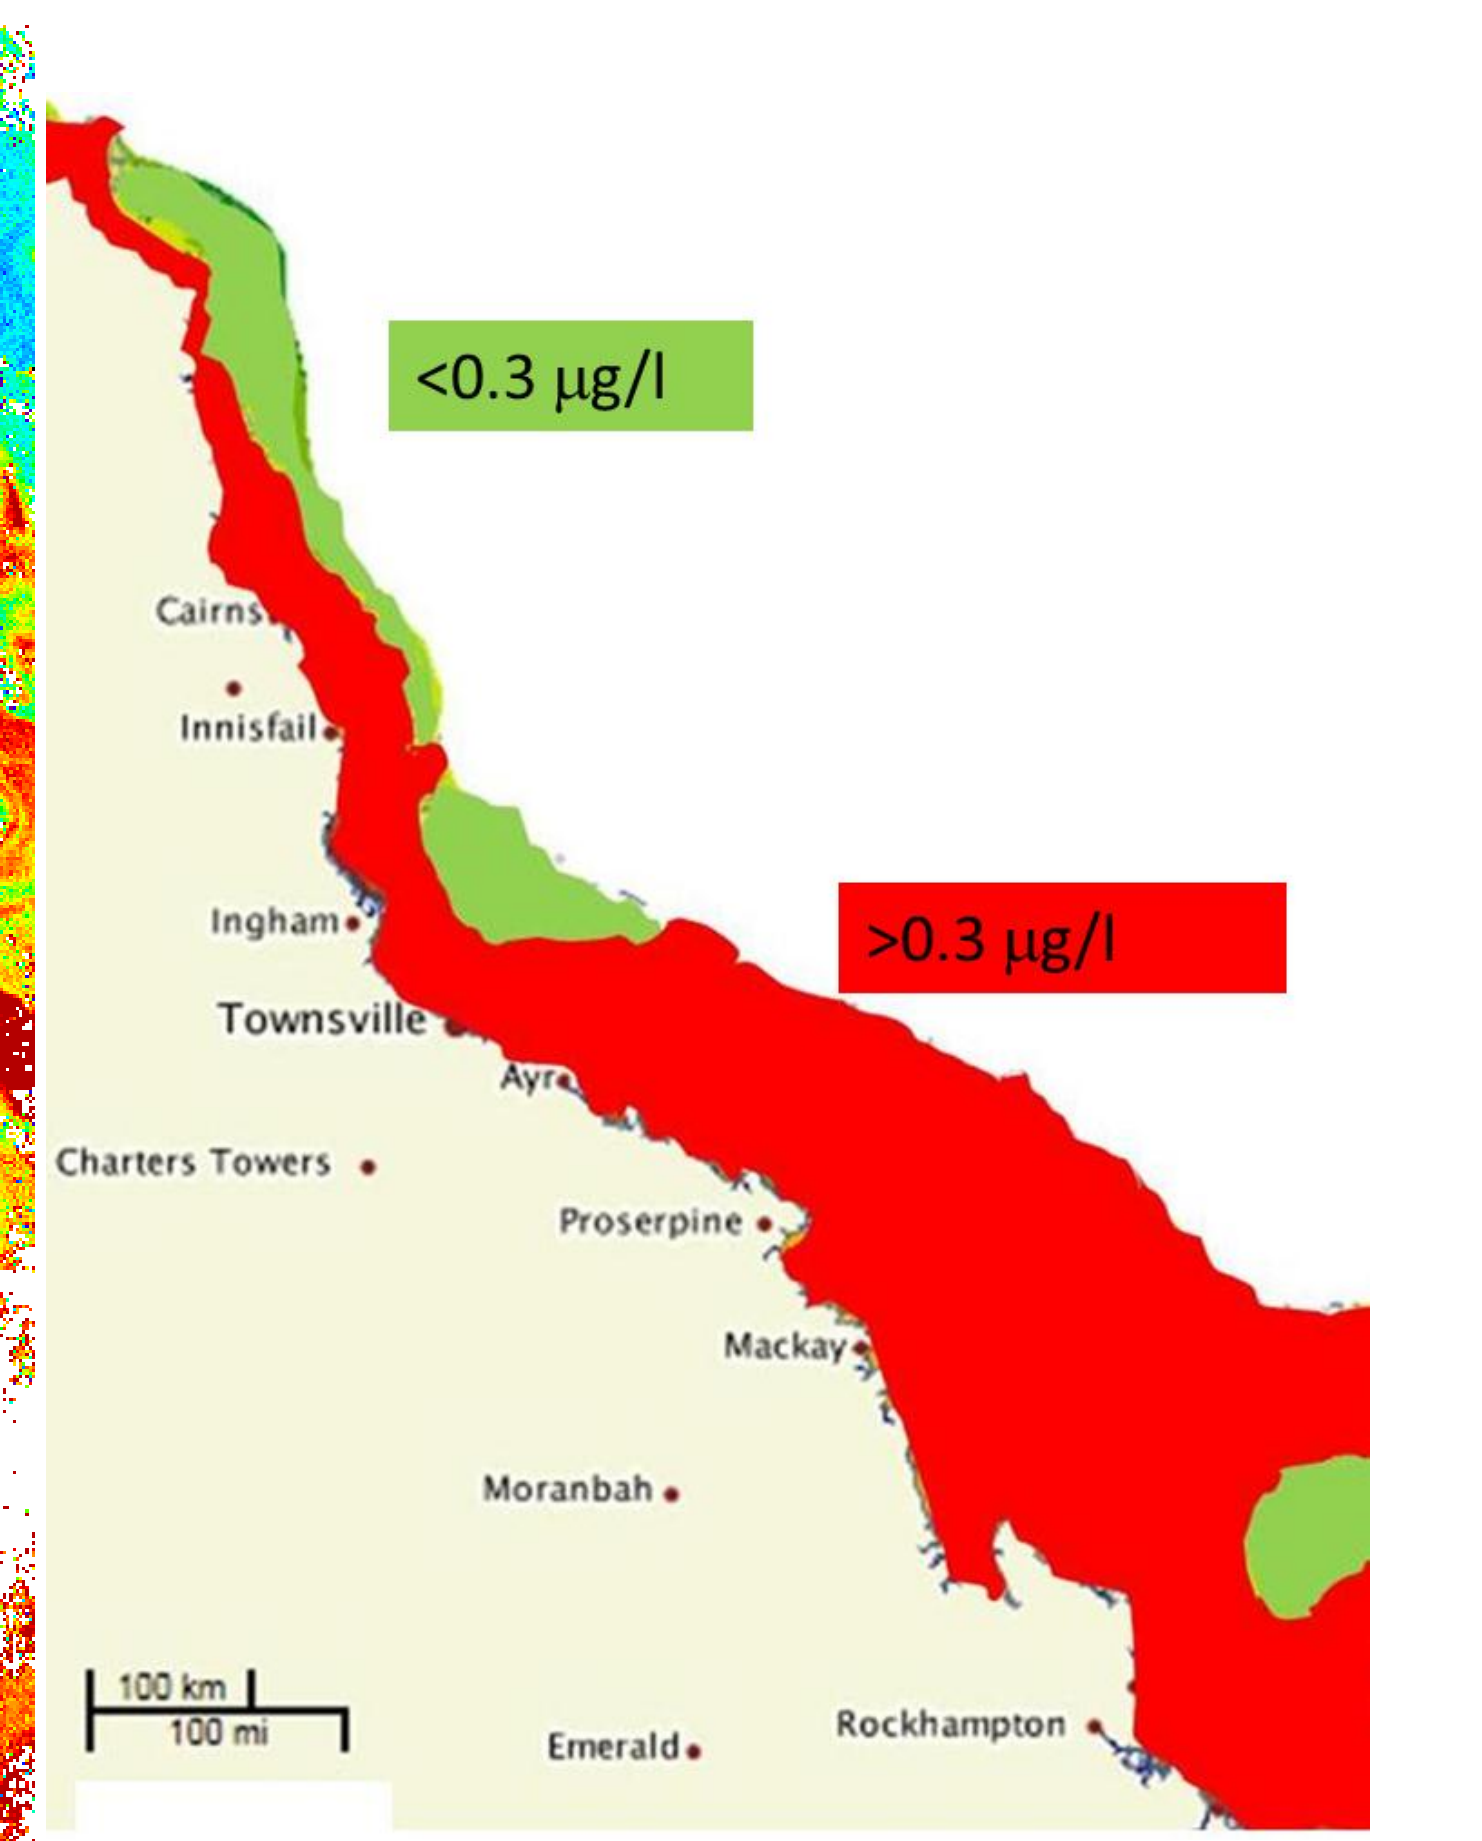 <0.3 µg/l
Cairns
Innisfail
>0.3 µg/l
Ingham
Townsville
Ayr
Charters Towers
Proserpine
Mackay
Moranbah
100 km
100 mi
Rockhampton
Emerald